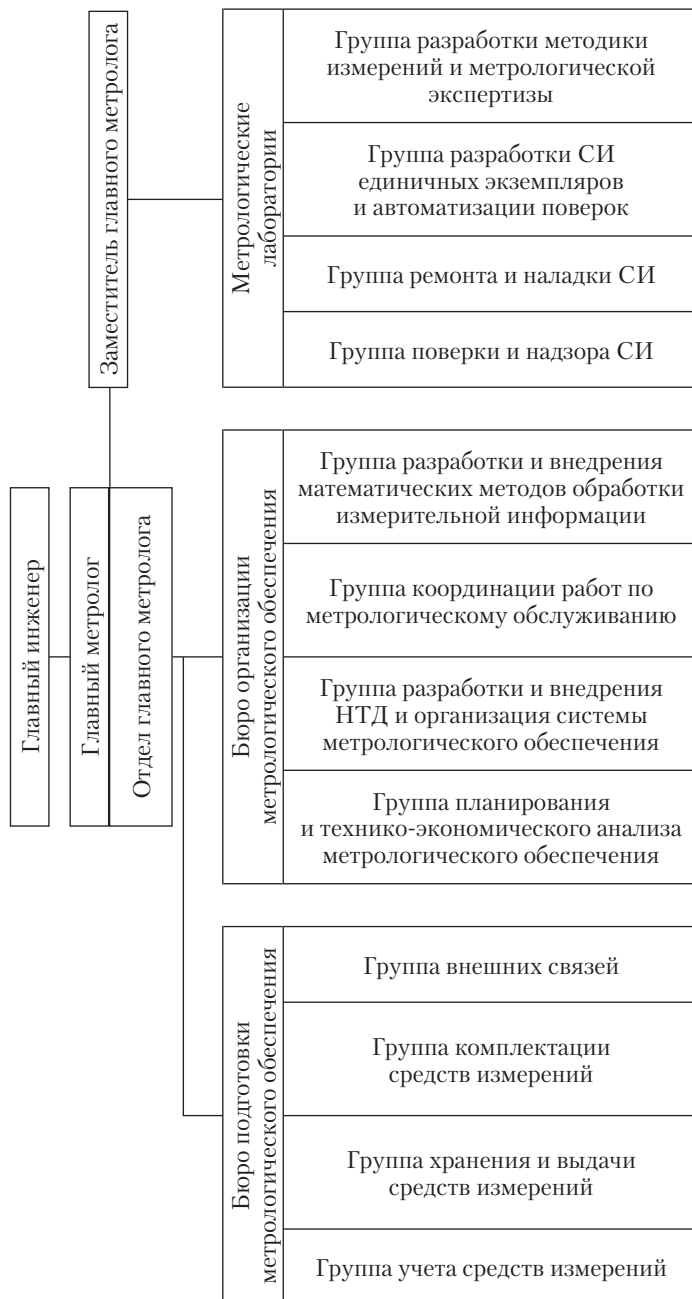 Главный инженер
Главный метролог
Отдел главного метролога
Заместитель главного метролога
Метрологические
лаборатории
Группа разработки методики
измерений и метрологической
экспертизы
Группа разработки СИ
единичных экземпляров
и автоматизации поверок
Группа ремонта и наладки СИ
Группа поверки и надзора СИ
Бюро организации
метрологического обеспечения
Группа разработки и внедрения
математических методов обработки
измерительной информации
Группа координации работ по
метрологическому обслуживанию
Группа разработки и внедрения
НТД и организация системы
метрологического обеспечения
Группа планирования
и технико-экономического анализа
метрологического обеспечения
Бюро подготовки
метрологического обеспечения
Группа внешних связей
Группа комплектации
средств измерений
Группа хранения и выдачи
средств измерений
Группа учета средств измерений